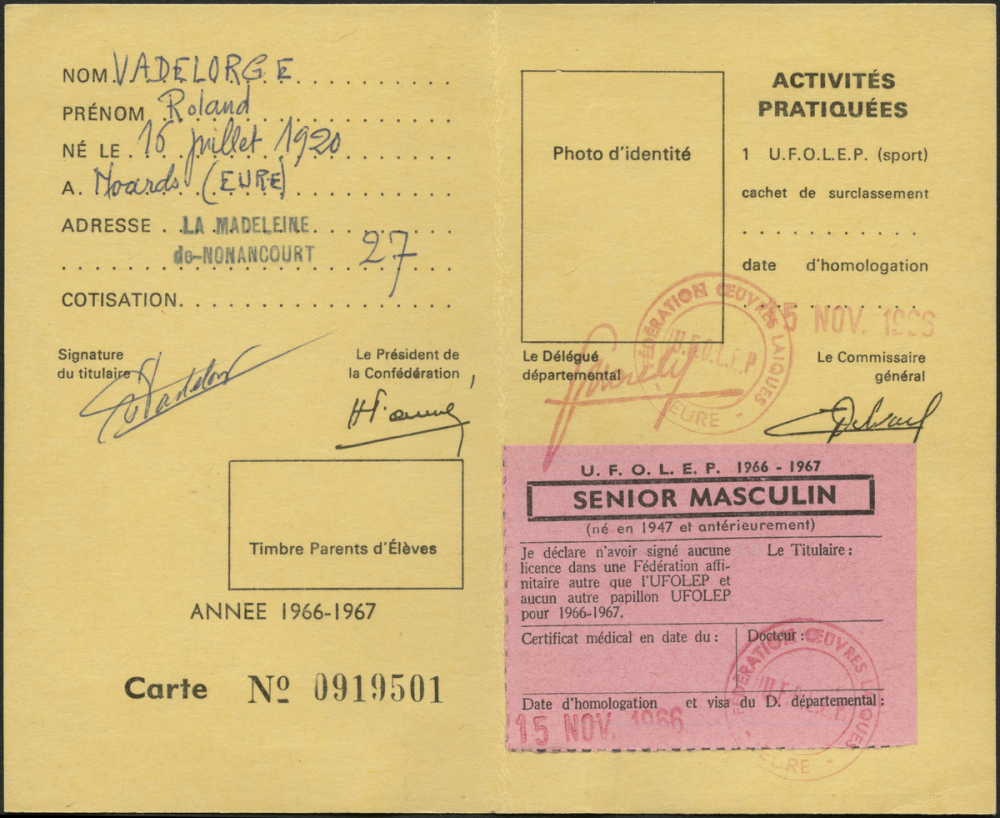 NOM VADELORGE
PRÉNOM Roland
NÉ LE 16 juillet 1920
A. Noards (EURE)
ADRESSE LA MADELEINE
de-NONANCOURT 27
COTISATION
Signature
du titulaire
Le Président de
la Confédération
Timbre Parents d'Élèves
ANNEE 1966-1967
Carte Nº 0919501
Photo d'identité
ACTIVITÉS
PRATIQUÉES
1 U.F.O.L.E.P. (sport)
cachet de surclassement
date d'homologation
15 NOV. 1966
Le Délégué
départemental
FÉDÉRATION ŒUVRES LAIQUES
U.F.O.L.E.P
- EURE -
Le Commissaire
général
U. F. O. L. E. P. 1966 - 1967
SENIOR MASCULIN
(né en 1947 et antérieurement)
Je déclare n'avoir signé aucune
licence dans une Fédération affi-
nitaire autre que l'UFOLEP et
aucun autre papillon UFOLEP
pour 1966-1967.
Le Titulaire :
Certificat médical en date du :
Docteur :
Date d'homologation et visa du D. départemental :
15 NOV. 1966
FÉDÉRATION ŒUVRES LAIQUES
U.F.O.L.E.P
- EURE -